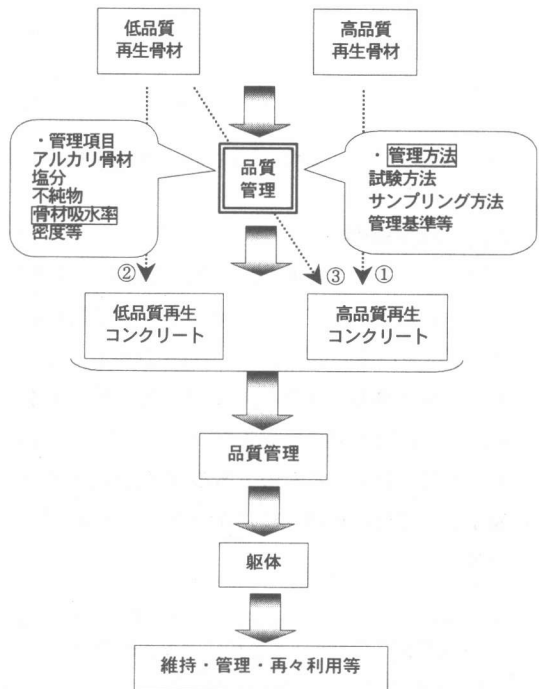 低品質
再生骨材
高品質
再生骨材
・管理項目
アルカリ骨材
塩分
不純物
骨材吸水率
密度等
品質
管理
・管理方法
試験方法
サンプリング方法
管理基準等
②
③
①
低品質再生
コンクリート
高品質再生
コンクリート
品質管理
躯体
維持・管理・再々利用等